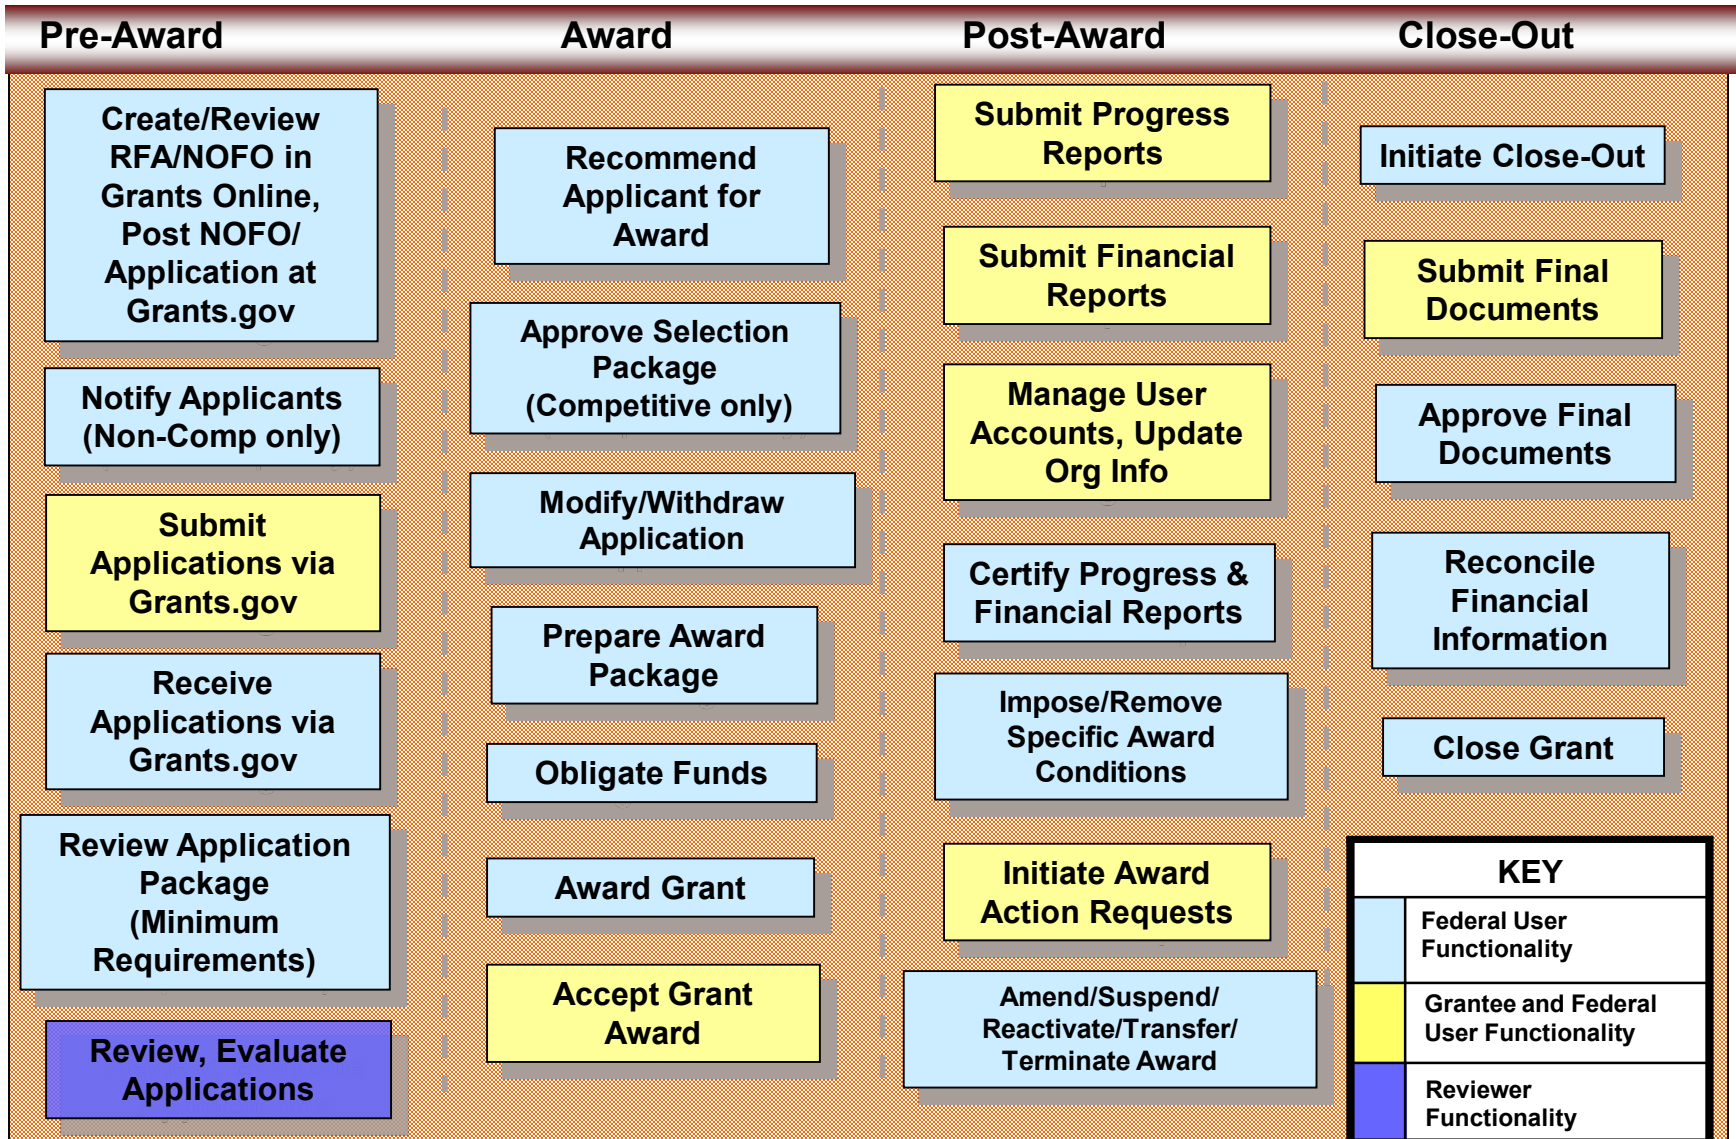 Pre-Award
Award
Post-Award
Close-Out
Create/Review
RFA/NOFO in
Grants Online,
Post NOFO/
Application at
Grants.gov
Notify Applicants
(Non-Comp only)
Submit
Applications via
Grants.gov
Receive
Applications via
Grants.gov
Review Application
Package
(Minimum
Requirements)
Review, Evaluate
Applications
Recommend
Applicant for
Award
Approve Selection
Package
(Competitive only)
Modify/Withdraw
Application
Prepare Award
Package
Obligate Funds
Award Grant
Accept Grant
Award
Submit Progress
Reports
Submit Financial
Reports
Manage User
Accounts, Update
Org Info
Certify Progress &
Financial Reports
Impose/Remove
Specific Award
Conditions
Initiate Award
Action Requests
Amend/Suspend/
Reactivate/Transfer/
Terminate Award
Initiate Close-Out
Submit Final
Documents
Approve Final
Documents
Reconcile
Financial
Information
Close Grant
KEY
Federal User
Functionality
Grantee and Federal
User Functionality
Reviewer
Functionality